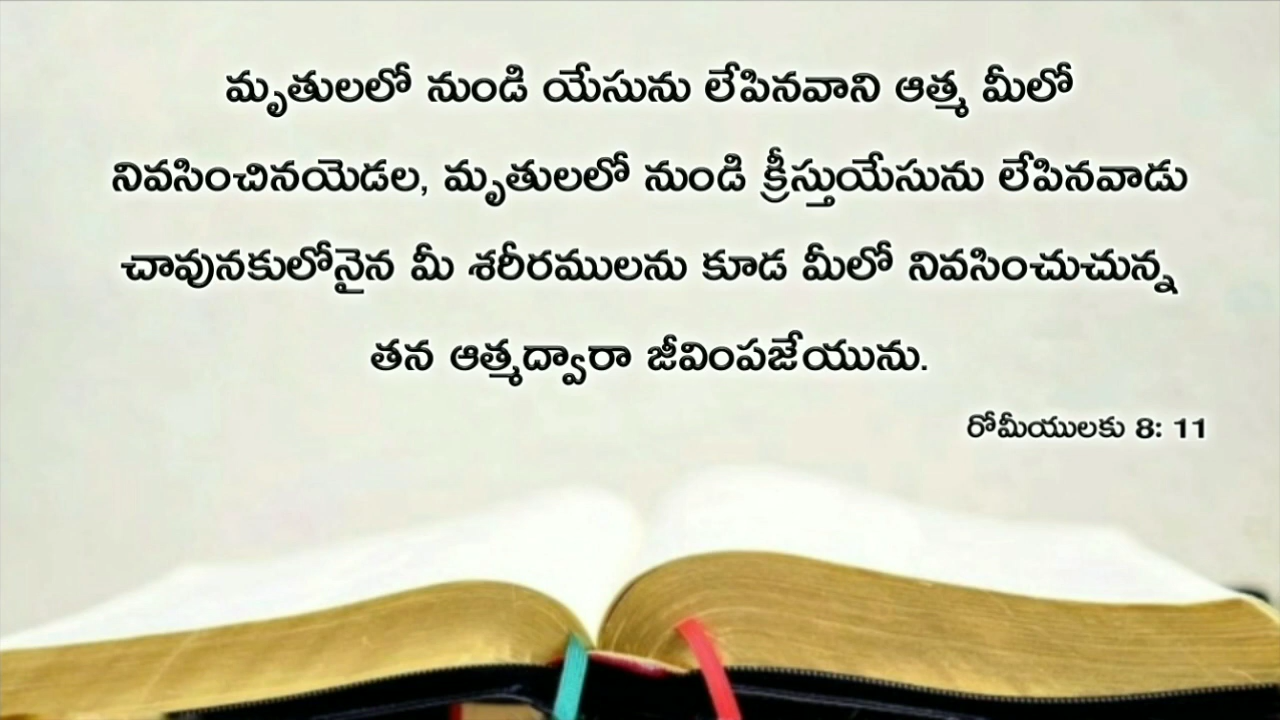 మృతులలో నుండి యేసును లేపినవాని ఆత్మ మీలో
నివసించినయెడల, మృతులలో నుండి క్రీస్తుయేసును లేపినవాడు
చావునకులోనైన మీ శరీరములను కూడ మీలో నివసించుచున్న
తన ఆత్మద్వారా జీవింపజేయును.
రోమీయులకు 8: 11